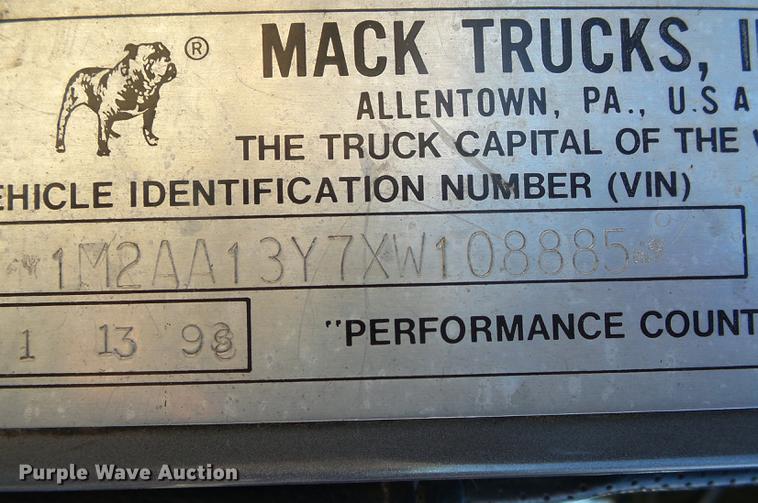 ®
MACK TRUCKS, I
ALLENTOWN, PA., U.S.A
THE TRUCK CAPITAL OF THE
EHICLE IDENTIFICATION NUMBER (VIN)
1M2AA13Y7XW108885
1 13 98
"PERFORMANCE COUNT
Purple Wave Auction